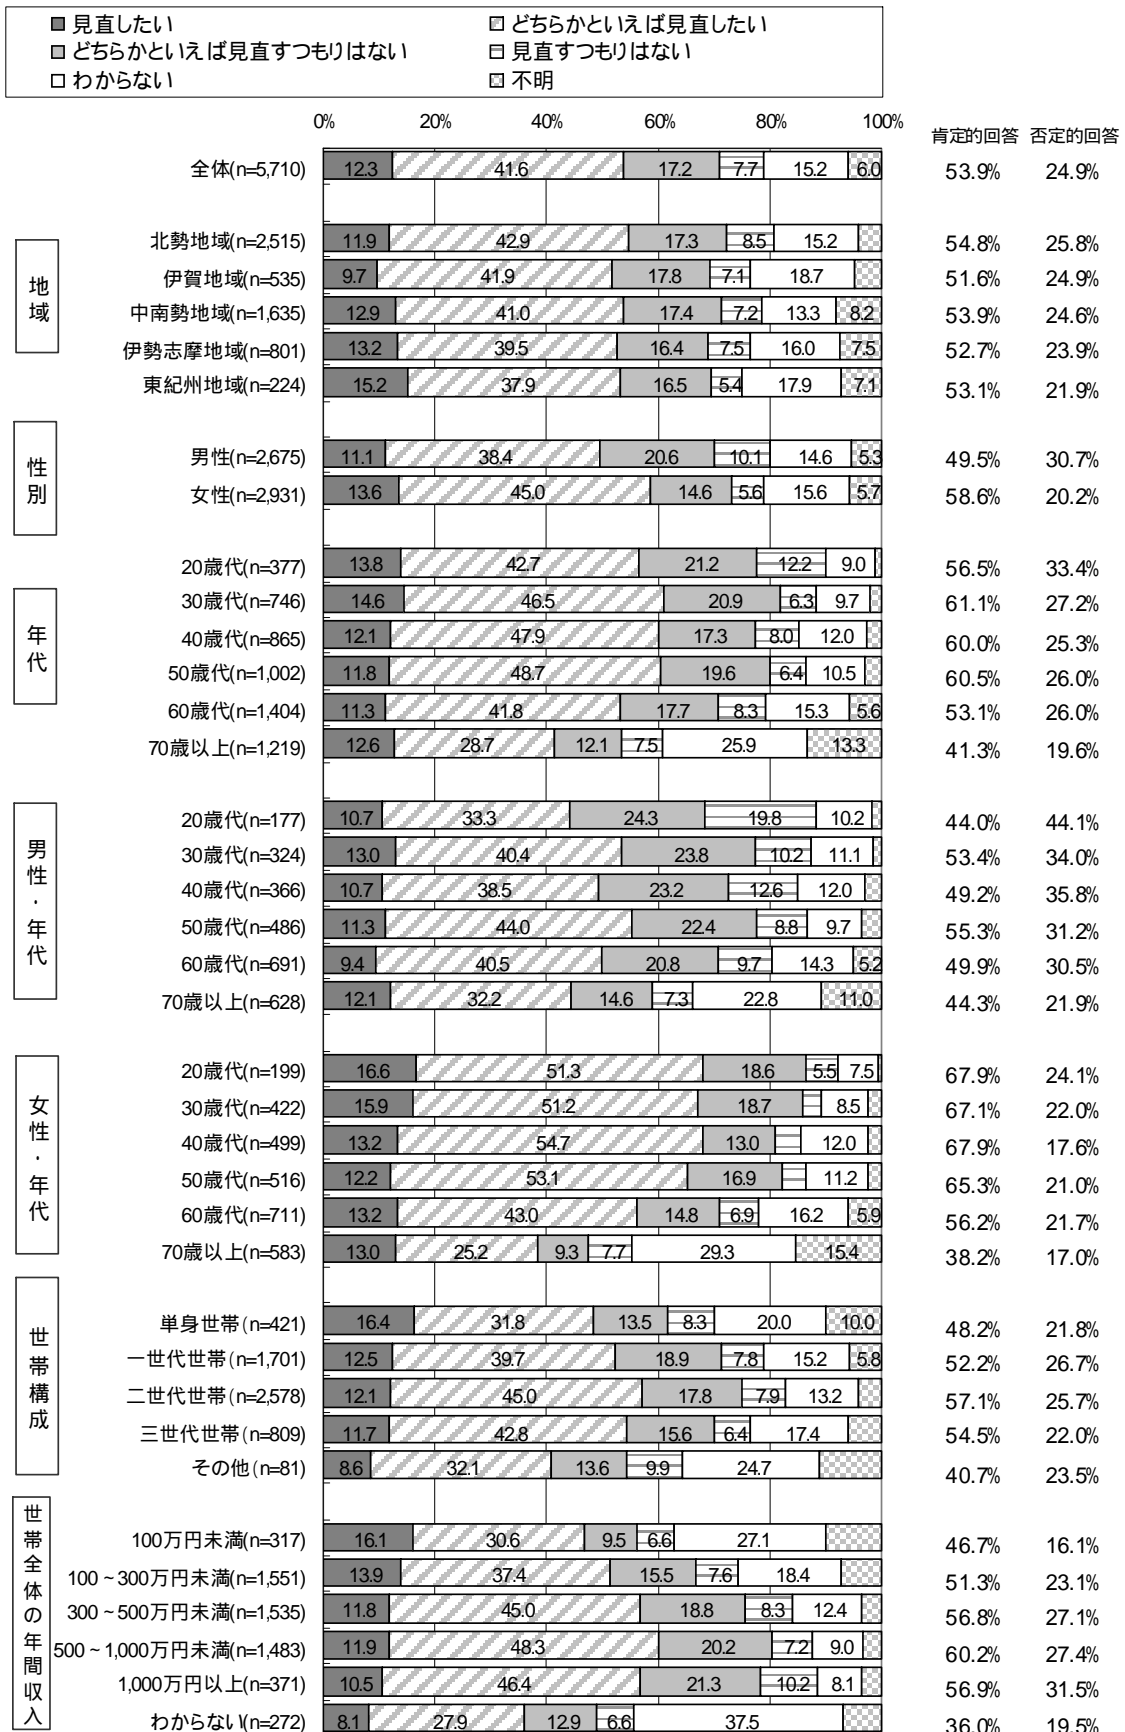 見直したい どちらかといえば見直したい
どちらかといえば見直すつもりはない 見直すつもりはない
わからない 不明
0% 20% 40% 60% 80% 100%
肯定的回答 否定的回答
全体(n=5,710) 12.3 41.6 17.2 7.7 15.2 6.0 53.9% 24.9%
地域
北勢地域(n=2,515) 11.9 42.9 17.3 8.5 15.2 54.8% 25.8%
伊賀地域(n=535) 9.7 41.9 17.8 7.1 18.7 51.6% 24.9%
中南勢地域(n=1,635) 12.9 41.0 17.4 7.2 13.3 8.2 53.9% 24.6%
伊勢志摩地域(n=801) 13.2 39.5 16.4 7.5 16.0 7.5 52.7% 23.9%
東紀州地域(n=224) 15.2 37.9 16.5 5.4 17.9 7.1 53.1% 21.9%
性別
男性(n=2,675) 11.1 38.4 20.6 10.1 14.6 5.3 49.5% 30.7%
女性(n=2,931) 13.6 45.0 14.6 5.6 15.6 5.7 58.6% 20.2%
年代
20歳代(n=377) 13.8 42.7 21.2 12.2 9.0 56.5% 33.4%
30歳代(n=746) 14.6 46.5 20.9 6.3 9.7 61.1% 27.2%
40歳代(n=865) 12.1 47.9 17.3 8.0 12.0 60.0% 25.3%
50歳代(n=1,002) 11.8 48.7 19.6 6.4 10.5 60.5% 26.0%
60歳代(n=1,404) 11.3 41.8 17.7 8.3 15.3 5.6 53.1% 26.0%
70歳以上(n=1,219) 12.6 28.7 12.1 7.5 25.9 13.3 41.3% 19.6%
男性・年代
20歳代(n=177) 10.7 33.3 24.3 19.8 10.2 44.0% 44.1%
30歳代(n=324) 13.0 40.4 23.8 10.2 11.1 53.4% 34.0%
40歳代(n=366) 10.7 38.5 23.2 12.6 12.0 49.2% 35.8%
50歳代(n=486) 11.3 44.0 22.4 8.8 9.7 55.3% 31.2%
60歳代(n=691) 9.4 40.5 20.8 9.7 14.3 5.2 49.9% 30.5%
70歳以上(n=628) 12.1 32.2 14.6 7.3 22.8 11.0 44.3% 21.9%
女性・年代
20歳代(n=199) 16.6 51.3 18.6 5.5 7.5 67.9% 24.1%
30歳代(n=422) 15.9 51.2 18.7 8.5 67.1% 22.0%
40歳代(n=499) 13.2 54.7 13.0 12.0 67.9% 17.6%
50歳代(n=516) 12.2 53.1 16.9 11.2 65.3% 21.0%
60歳代(n=711) 13.2 43.0 14.8 6.9 16.2 5.9 56.2% 21.7%
70歳以上(n=583) 13.0 25.2 9.3 7.7 29.3 15.4 38.2% 17.0%
世帯構成
単身世帯(n=421) 16.4 31.8 13.5 8.3 20.0 10.0 48.2% 21.8%
一世代世帯(n=1,701) 12.5 39.7 18.9 7.8 15.2 5.8 52.2% 26.7%
二世代世帯(n=2,578) 12.1 45.0 17.8 7.9 13.2 57.1% 25.7%
三世代世帯(n=809) 11.7 42.8 15.6 6.4 17.4 54.5% 22.0%
その他(n=81) 8.6 32.1 13.6 9.9 24.7 40.7% 23.5%
世帯全体の年間収入
100万円未満(n=317) 16.1 30.6 9.5 6.6 27.1 46.7% 16.1%
100~300万円未満(n=1,551) 13.9 37.4 15.5 7.6 18.4 51.3% 23.1%
300~500万円未満(n=1,535) 11.8 45.0 18.8 8.3 12.4 56.8% 27.1%
500~1,000万円未満(n=1,483) 11.9 48.3 20.2 7.2 9.0 60.2% 27.4%
1,000万円以上(n=371) 10.5 46.4 21.3 10.2 8.1 56.9% 31.5%
わからない(n=272) 8.1 27.9 12.9 6.6 37.5 36.0% 19.5%